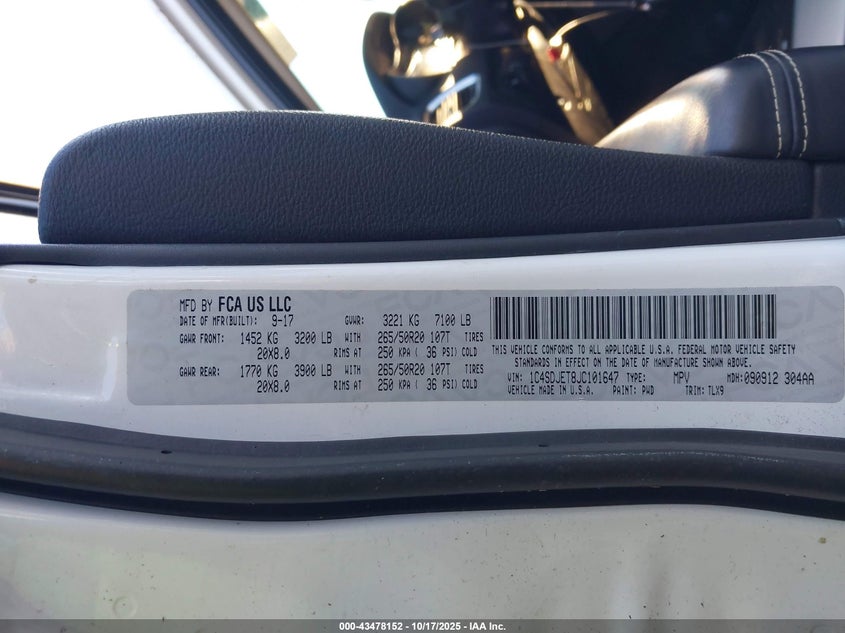 MFD BY FCA US LLC
DATE OF MFR(BUILT): 9-17 GVWR: 3221 KG 7100 LB
GAWR FRONT: 1452 KG 3200 LB WITH 265/50R20 107T TIRES
20X8.0 RIMS AT 250 KPA ( 36 PSI) COLD
GAWR REAR: 1770 KG 3900 LB WITH 265/50R20 107T TIRES
20X8.0 RIMS AT 250 KPA ( 36 PSI) COLD
THIS VEHICLE CONFORMS TO ALL APPLICABLE U.S.A. FEDERAL MOTOR VEHICLE SAFETY
STANDARDS IN EFFECT ON THE DATE OF MANUFACTURE SHOWN ABOVE
VIN: 1C4SDJET8JC101647 TYPE: MPV MDH:090912 304AA
VEHICLE MADE IN U.S.A. PAINT: PWD TRIM: TLX9
000-43478152 - 10/17/2025 - IAA Inc.